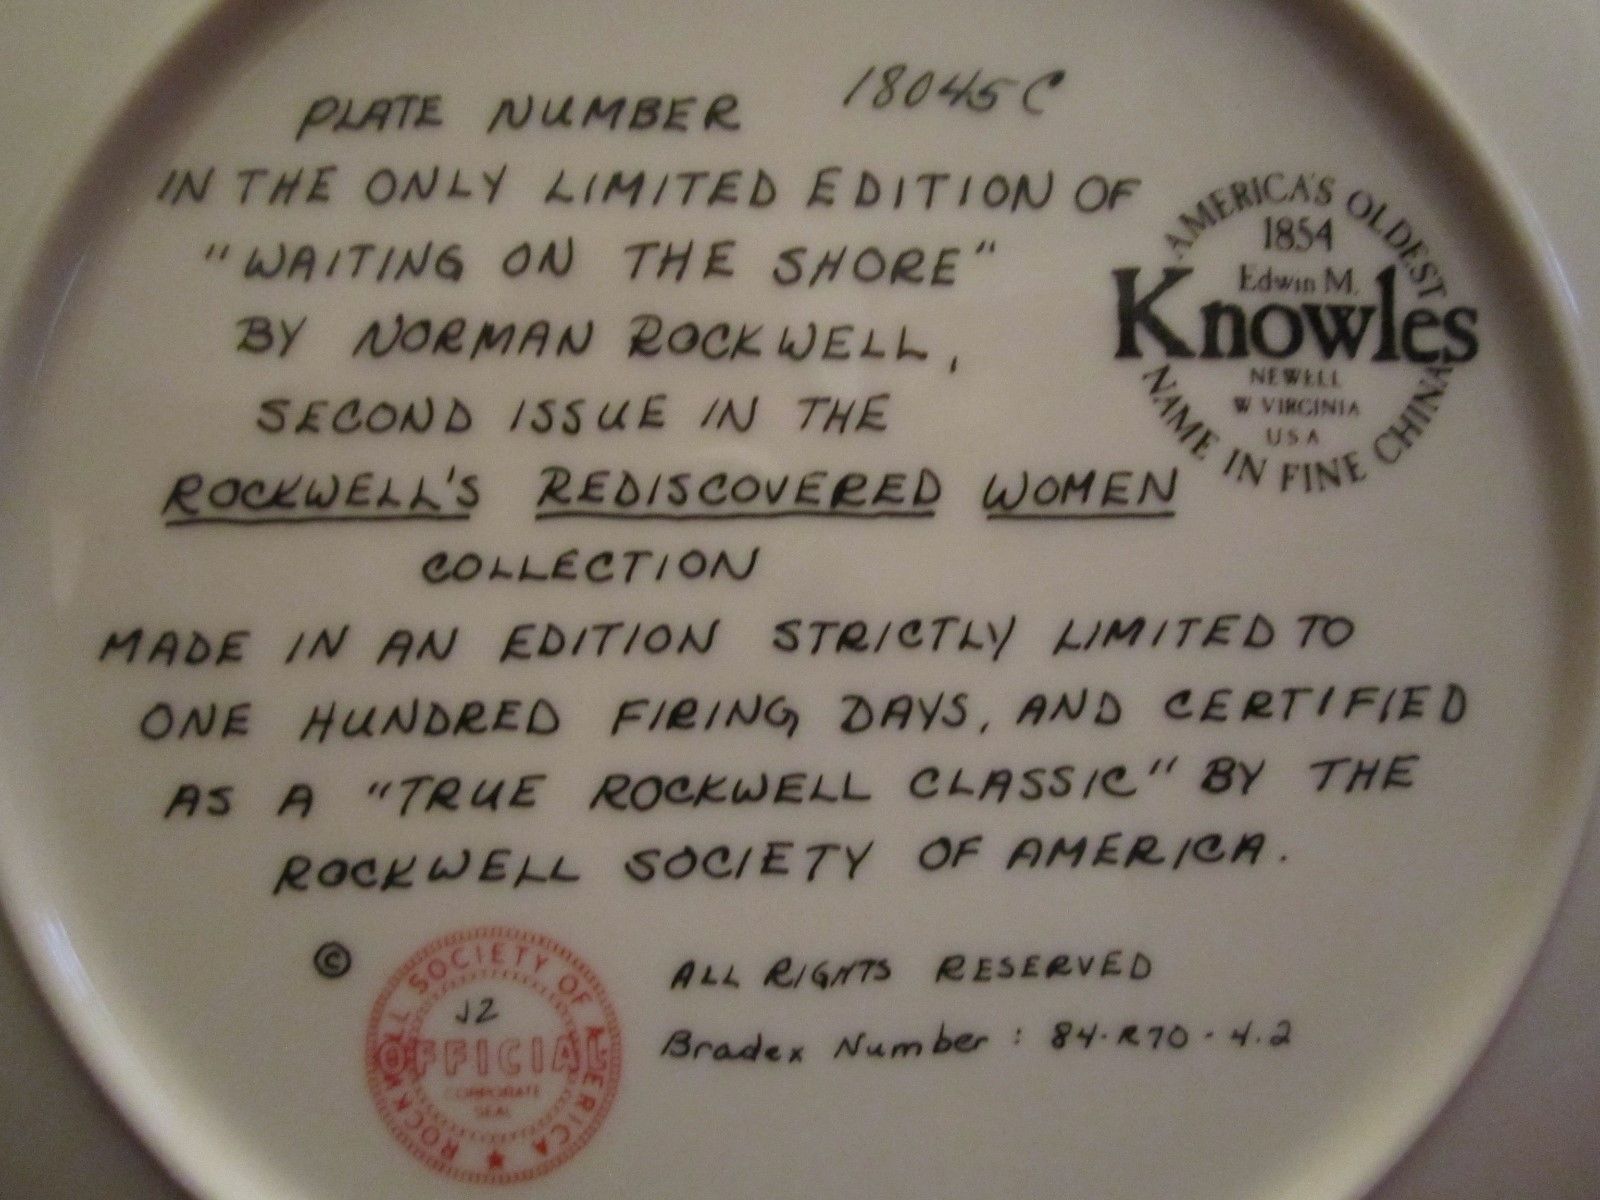 PLATE NUMBER 18045C
IN THE ONLY LIMITED EDITION OF
"WAITING ON THE SHORE"
BY NORMAN ROCKWELL,
SECOND ISSUE IN THE
ROCKWELL'S REDISCOVERED WOMEN
COLLECTION
MADE IN AN EDITION STRICTLY LIMITED TO
ONE HUNDRED FIRING DAYS, AND CERTIFIED
AS A "TRUE ROCKWELL CLASSIC" BY THE
ROCKWELL SOCIETY OF AMERICA.
AMERICA'S OLDEST
1854
Edwin M.
Knowles
NEWELL
W VIRGINIA
USA
NAME IN FINE CHINA
©
ROCKWELL SOCIETY OF AMERICA
J2
OFFICIAL
CORPORATE
SEAL
ALL RIGHTS RESERVED
Bradex Number: 84-R70-4.2